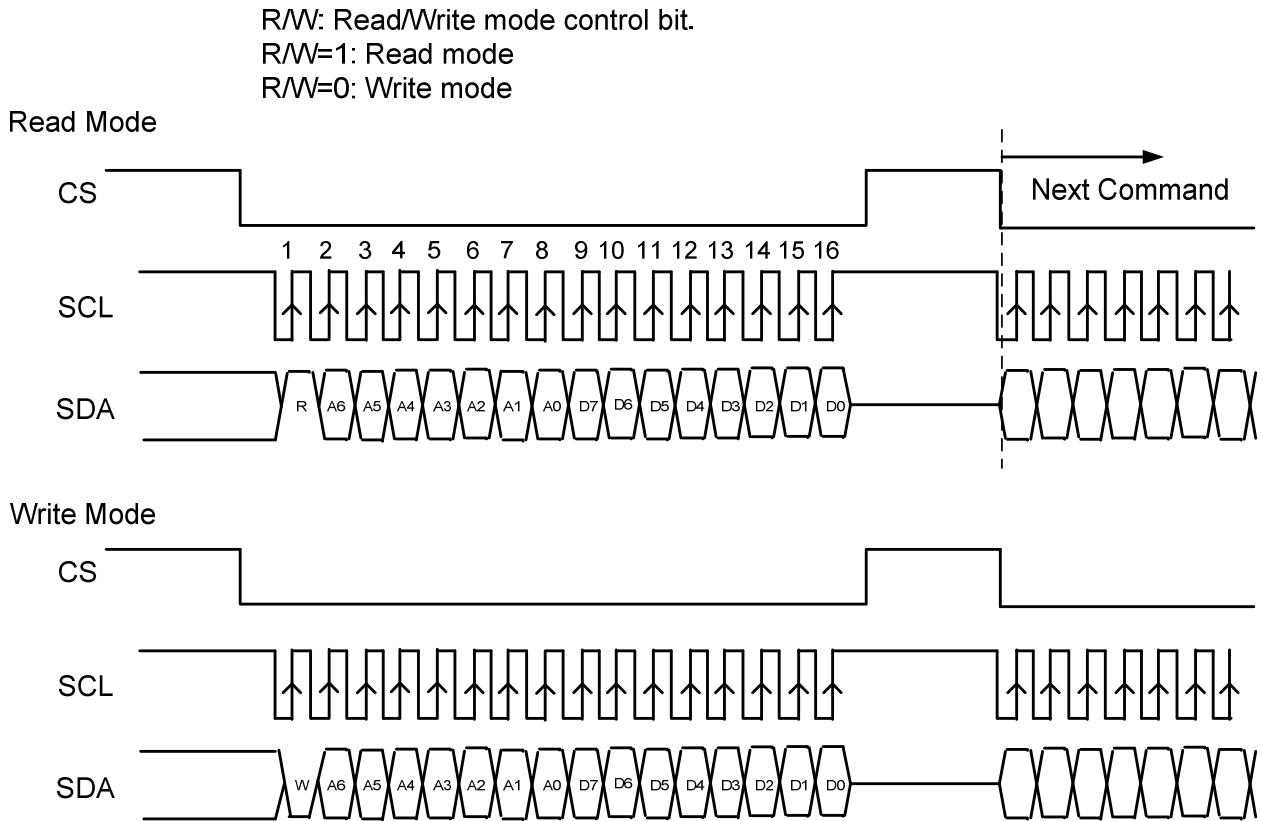 R/W: Read/Write mode control bit.
R/W=1: Read mode
R/W=0: Write mode
Read Mode
CS
Next Command
1 2 3 4 5 6 7 8 9 10 11 12 13 14 15 16
SCL
SDA
R A6 A5 A4 A3 A2 A1 A0 D7 D6 D5 D4 D3 D2 D1 D0
Write Mode
CS
SCL
SDA
W A6 A5 A4 A3 A2 A1 A0 D7 D6 D5 D4 D3 D2 D1 D0